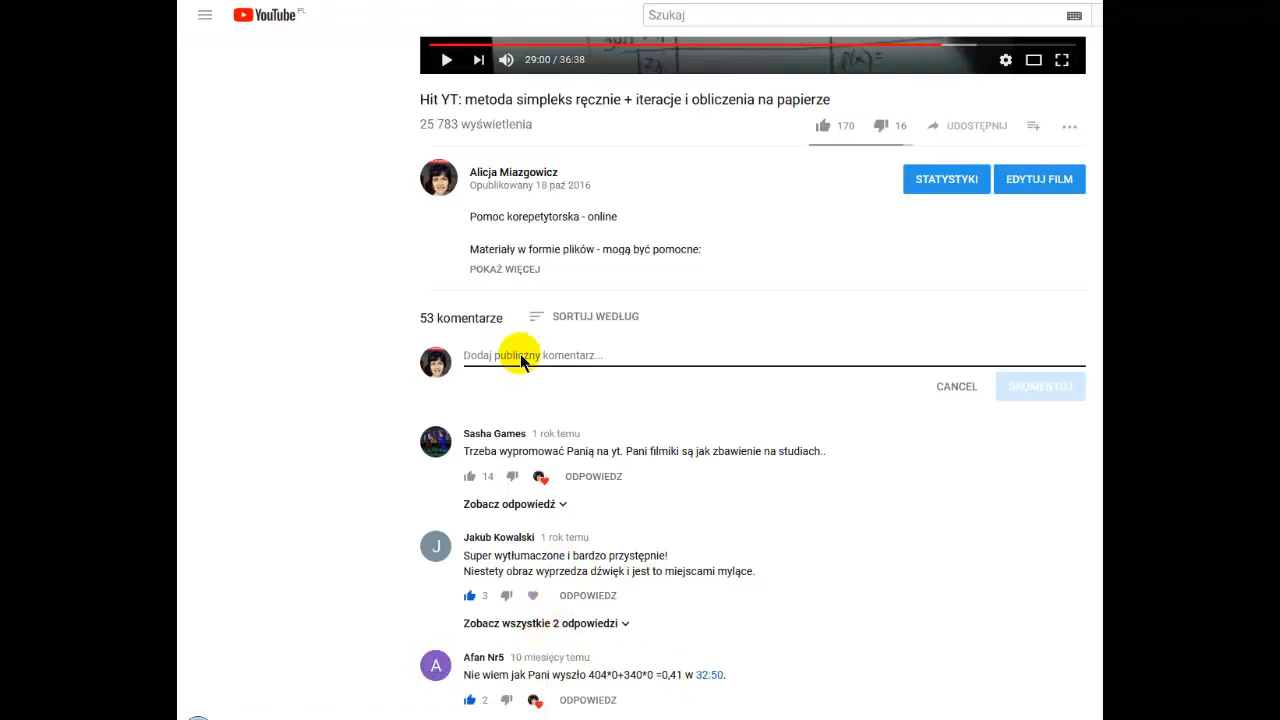 YouTube PL
Szukaj
29:00 / 36:38
Hit YT: metoda simpleks ręcznie + iteracje i obliczenia na papierze
25 783 wyświetlenia
170
16
UDOSTĘPNIJ
Alicja Miazgowicz
Opublikowany 18 paź 2016
STATYSTYKI
EDYTUJ FILM
Pomoc korepetytorska - online
Materiały w formie plików - mogą być pomocne:
POKAŻ WIĘCEJ
53 komentarze
SORTUJ WEDŁUG
Dodaj publiczny komentarz...
CANCEL
SKOMENTUJ
Sasha Games 1 rok temu
Trzeba wypromować Panią na yt. Pani filmiki są jak zbawienie na studiach..
14
ODPOWIEDZ
Zobacz odpowiedź
J
Jakub Kowalski 1 rok temu
Super wytłumaczone i bardzo przystępnie!
Niestety obraz wyprzedza dźwięk i jest to miejscami mylące.
3
ODPOWIEDZ
Zobacz wszystkie 2 odpowiedzi
A
Afan Nr5 10 miesięcy temu
Nie wiem jak Pani wyszło 404*0+340*0 =0,41 w 32:50.
2
ODPOWIEDZ